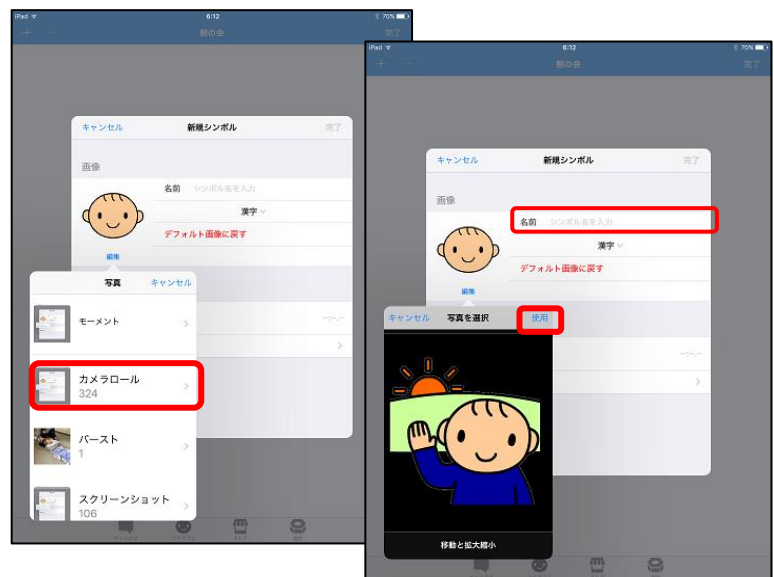 iPad
6:12
70%
朝の会
完了
キャンセル
新規シンボル
完了
画像
名前
シンボル名を入力
漢字
デフォルト画像に戻す
編集
写真
キャンセル
モーメント
カメラロール
324
バースト
1
スクリーンショット
106
iPad
6:12
70%
朝の会
完了
キャンセル
新規シンボル
完了
画像
名前
シンボル名を入力
漢字
デフォルト画像に戻す
編集
キャンセル
写真を選択
使用
移動と拡大縮小